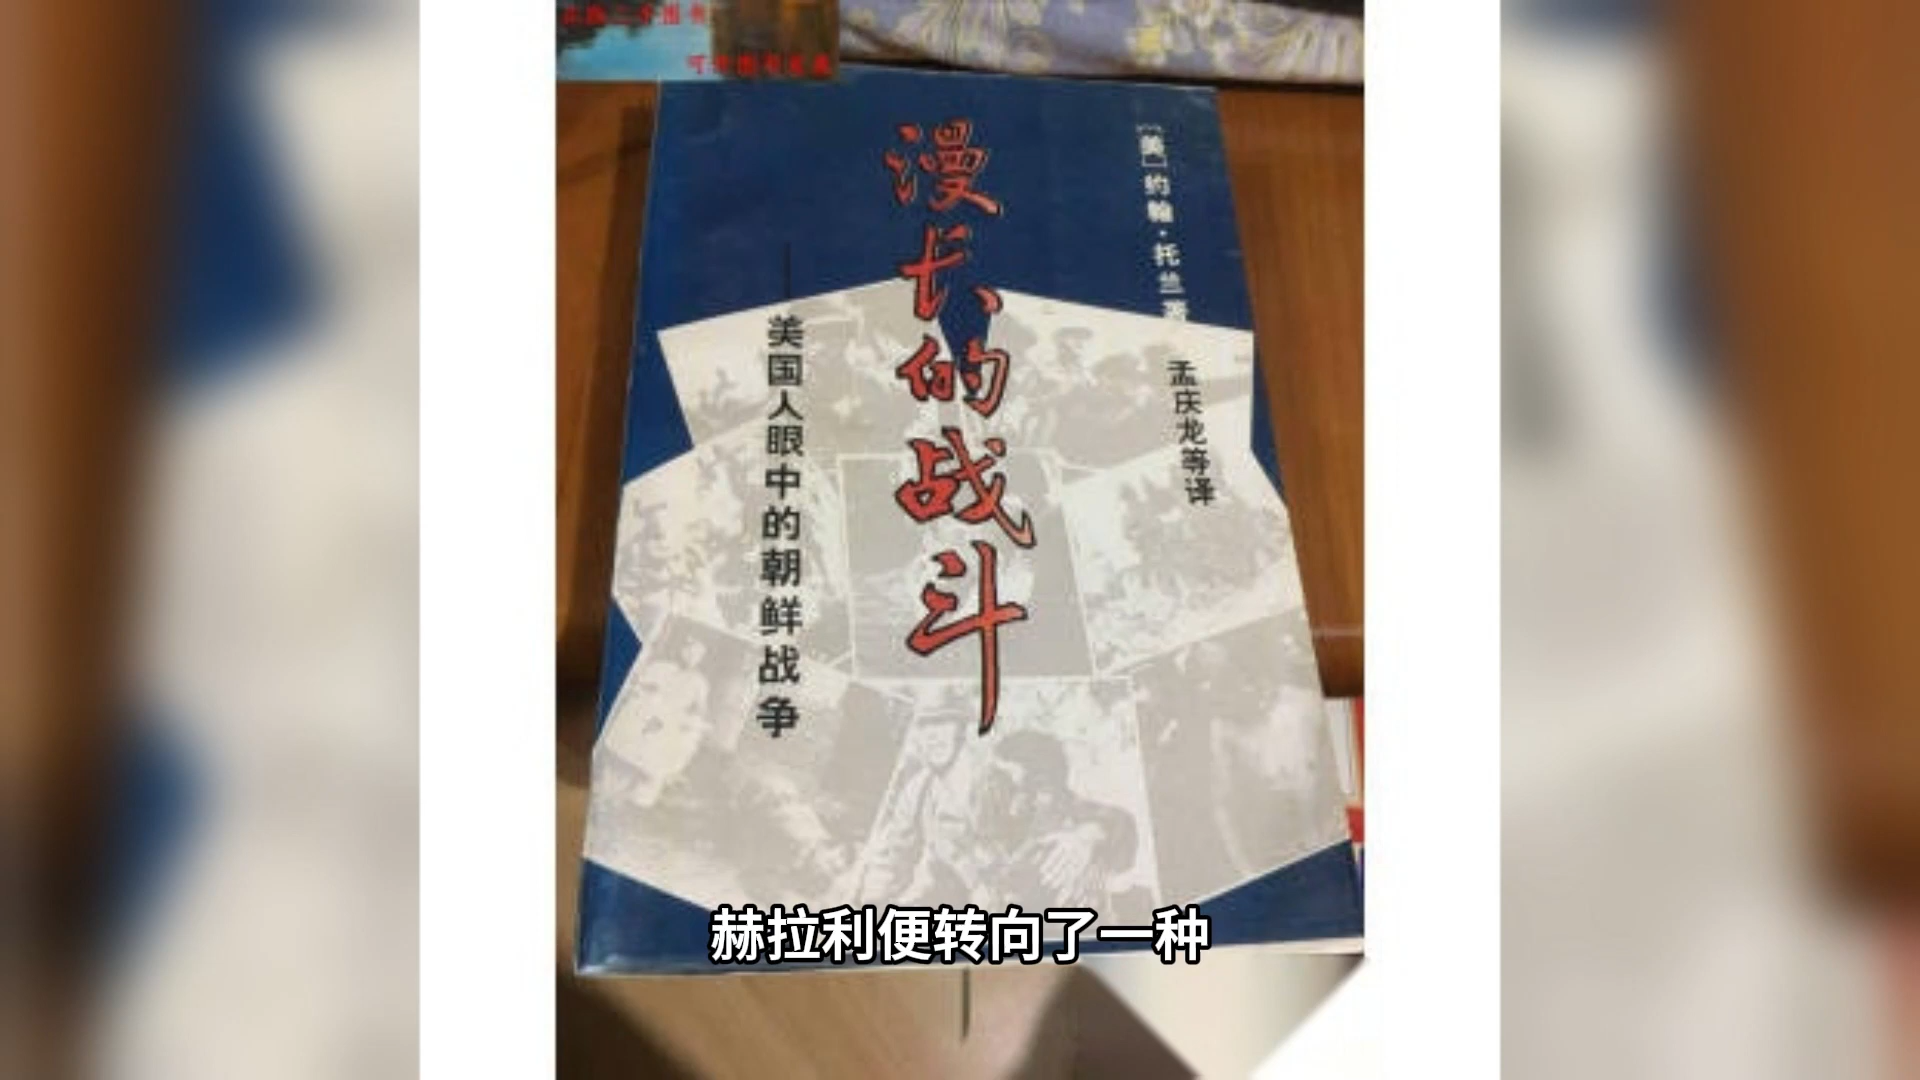 漫长的战斗
[美]约翰·托兰 著
孟庆龙等译
美国人眼中的朝鲜战争
赫拉利便转向了一种